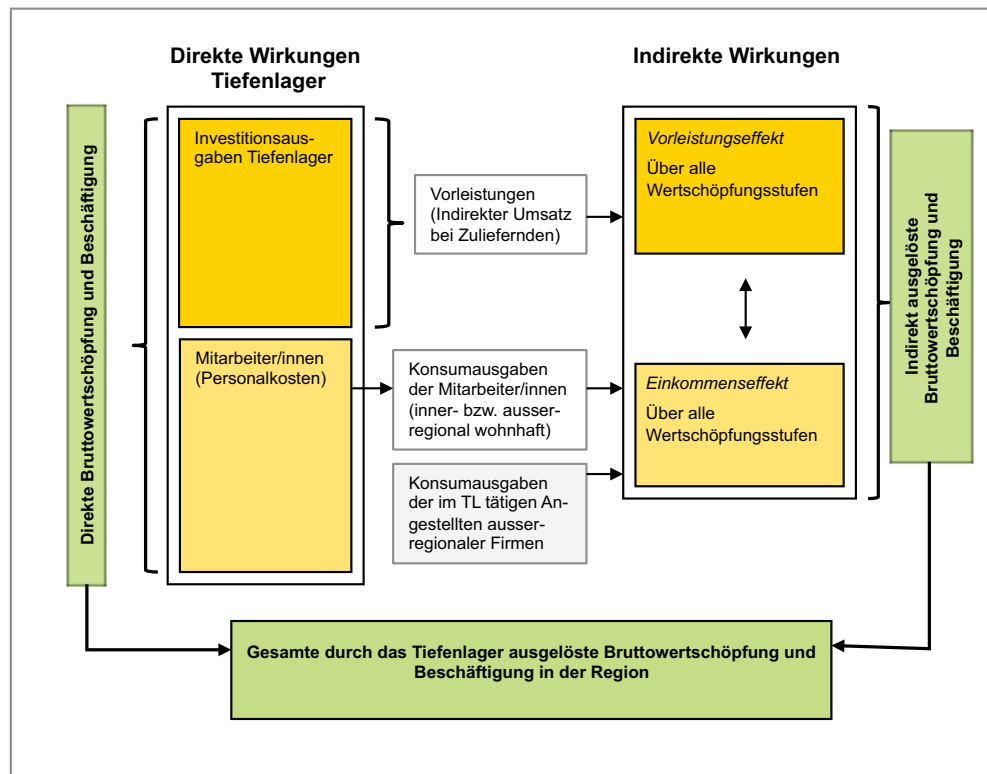 Direkte Wirkungen
Tiefenlager
Indirekte Wirkungen
Direkte Bruttowertschöpfung und Beschäftigung
Investitionsaus-
gaben Tiefenlager
Mitarbeiter/innen
(Personalkosten)
Vorleistungen
(Indirekter Umsatz
bei Zuliefernden)
Konsumausgaben
der Mitarbeiter/innen
(inner- bzw. ausser-
regional wohnhaft)
Konsumausgaben
der im TL tätigen An-
gestellten ausser-
regionaler Firmen
Vorleistungseffekt
Über alle
Wertschöpfungsstufen
Einkommenseffekt
Über alle
Wertschöpfungsstufen
Indirekt ausgelöste
Bruttowertschöpfung und
Beschäftigung
Gesamte durch das Tiefenlager ausgelöste Bruttowertschöpfung und
Beschäftigung in der Region